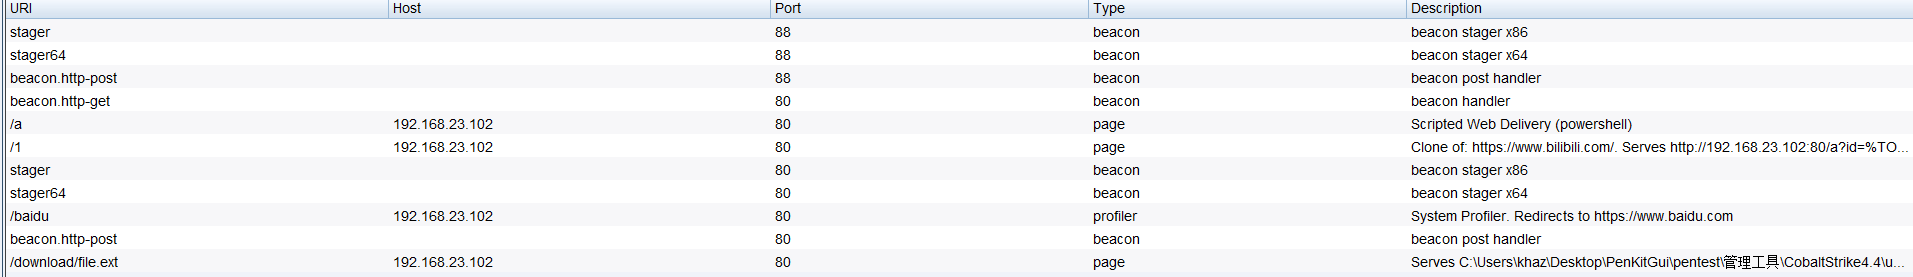 URI Host Port Type Description
stager 88 beacon beacon stager x86
stager64 88 beacon beacon stager x64
beacon.http-post 88 beacon beacon post handler
beacon.http-get 80 beacon beacon handler
/a 192.168.23.102 80 page Scripted Web Delivery (powershell)
/1 192.168.23.102 80 page Clone of: https://www.bilibili.com/. Serves http://192.168.23.102:80/a?id=%TO...
stager 80 beacon beacon stager x86
stager64 80 beacon beacon stager x64
/baidu 192.168.23.102 80 profiler System Profiler. Redirects to https://www.baidu.com
beacon.http-post 80 beacon beacon post handler
/download/file.ext 192.168.23.102 80 page Serves C:\Users\khaz\Desktop\PenKitGui\pentest\管理工具\CobaltStrike4.4\u...